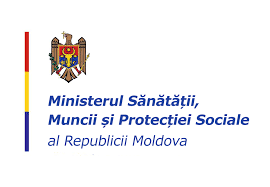 Ministerul Sănătății,
Muncii și Protecției Sociale
al Republicii Moldova